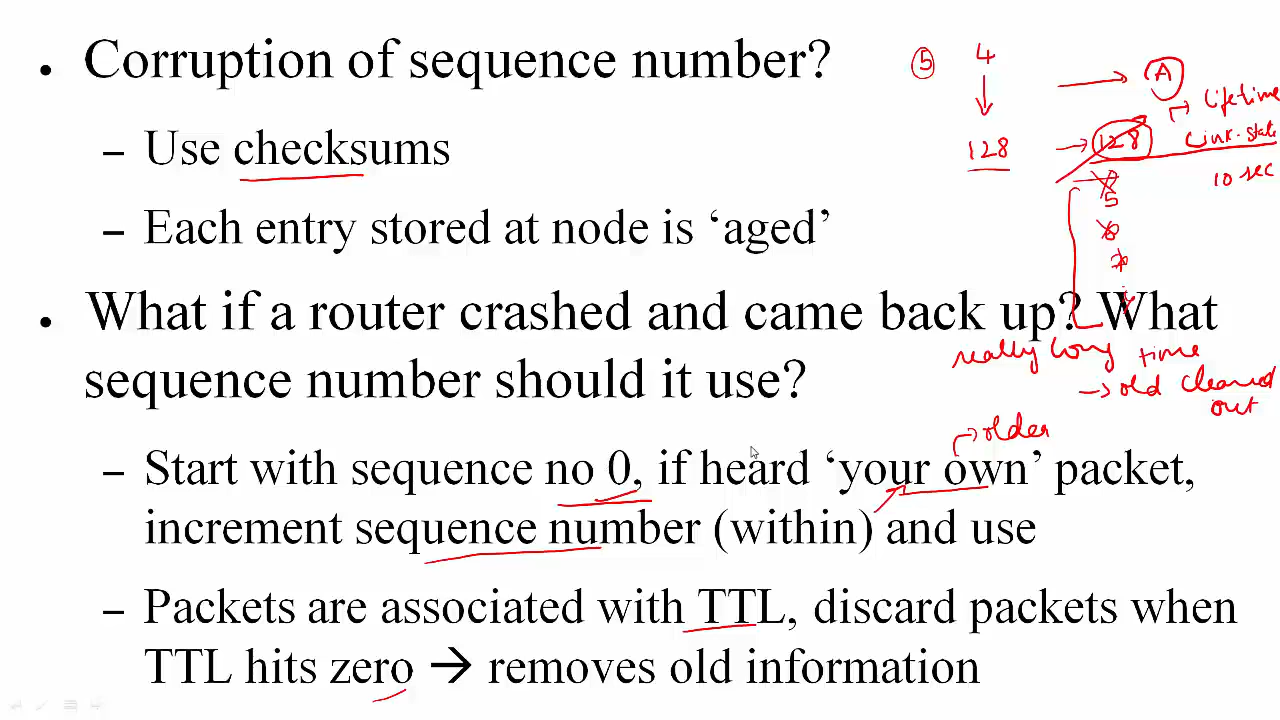 • Corruption of sequence number?
– Use checksums
– Each entry stored at node is ‘aged’
• What if a router crashed and came back up? What
sequence number should it use?
– Start with sequence no 0, if heard ‘your own’ packet,
increment sequence number (within) and use
– Packets are associated with TTL, discard packets when
TTL hits zero → removes old information
5 4
→ A
↓
→ lifetime
128 → 128 link-state
10 sec
5
really long time
→ old cleared
out
→ older